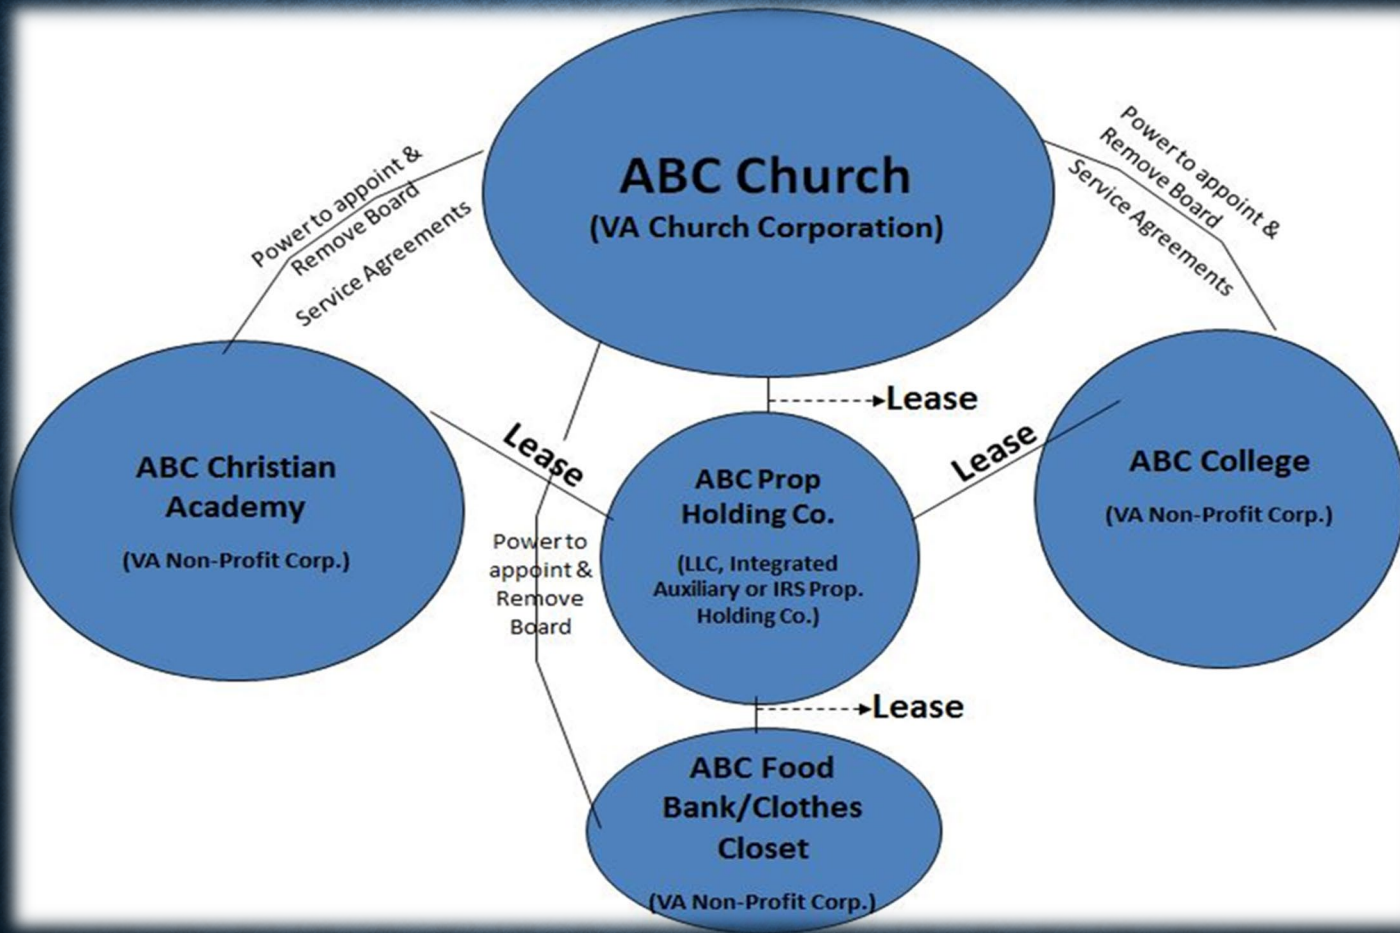 ABC Church
(VA Church Corporation)
Power to appoint &
Remove Board
Service Agreements
Power to appoint &
Remove Board
Service Agreements
Lease
ABC Christian
Academy
(VA Non-Profit Corp.)
Lease
ABC Prop
Holding Co.
(LLC, Integrated
Auxiliary or IRS Prop.
Holding Co.)
Lease
ABC College
(VA Non-Profit Corp.)
Power to
appoint &
Remove
Board
Lease
ABC Food
Bank/Clothes
Closet
(VA Non-Profit Corp.)